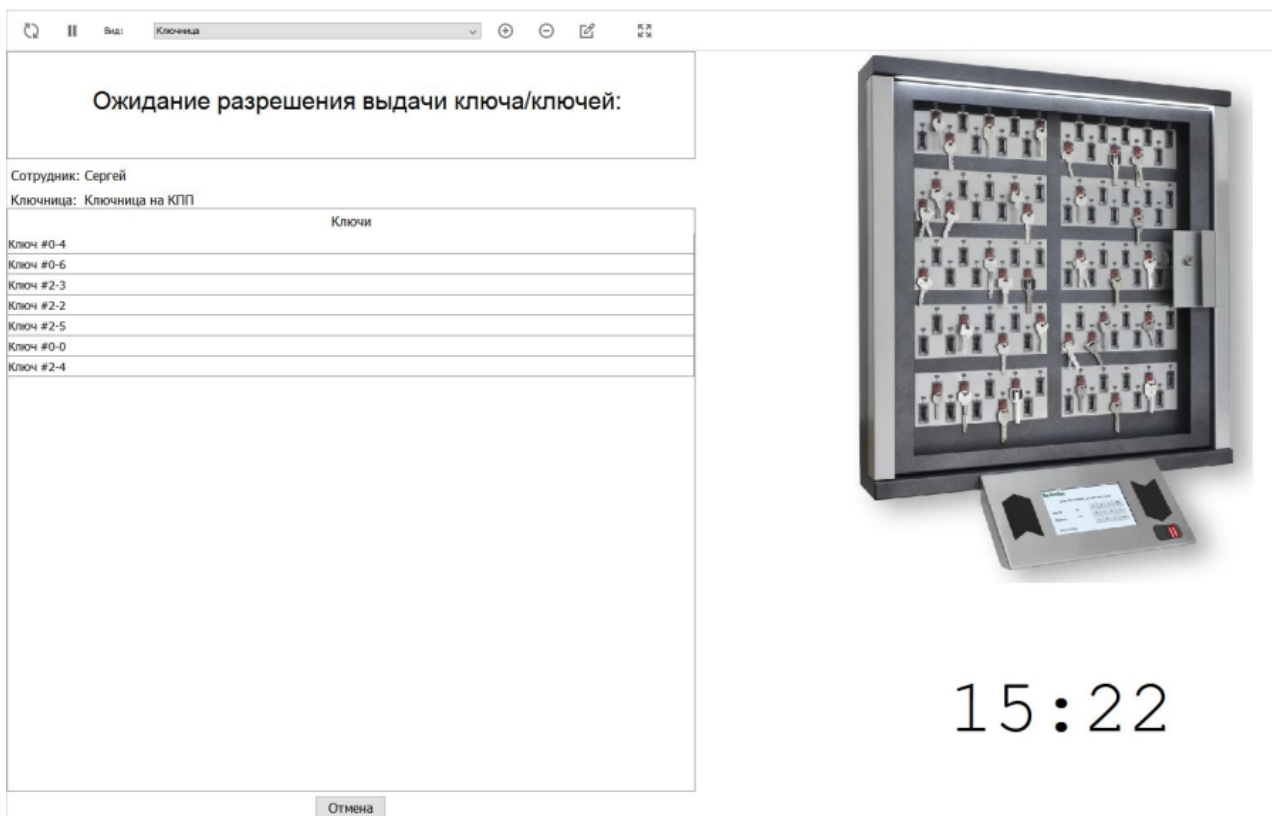 Вид: Ключница
Ожидание разрешения выдачи ключа/ключей:
Сотрудник: Сергей
Ключница: Ключница на КПП
Ключи
Ключ #0-4
Ключ #0-6
Ключ #2-3
Ключ #2-2
Ключ #2-5
Ключ #0-0
Ключ #2-4
15:22
Отмена